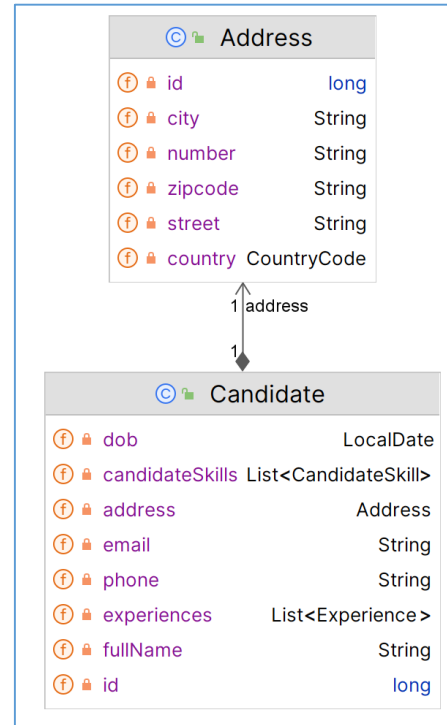 Address
id long
city String
number String
zipcode String
street String
country CountryCode
1 address
1
Candidate
dob LocalDate
candidateSkills List<CandidateSkill>
address Address
email String
phone String
experiences List<Experience>
fullName String
id long